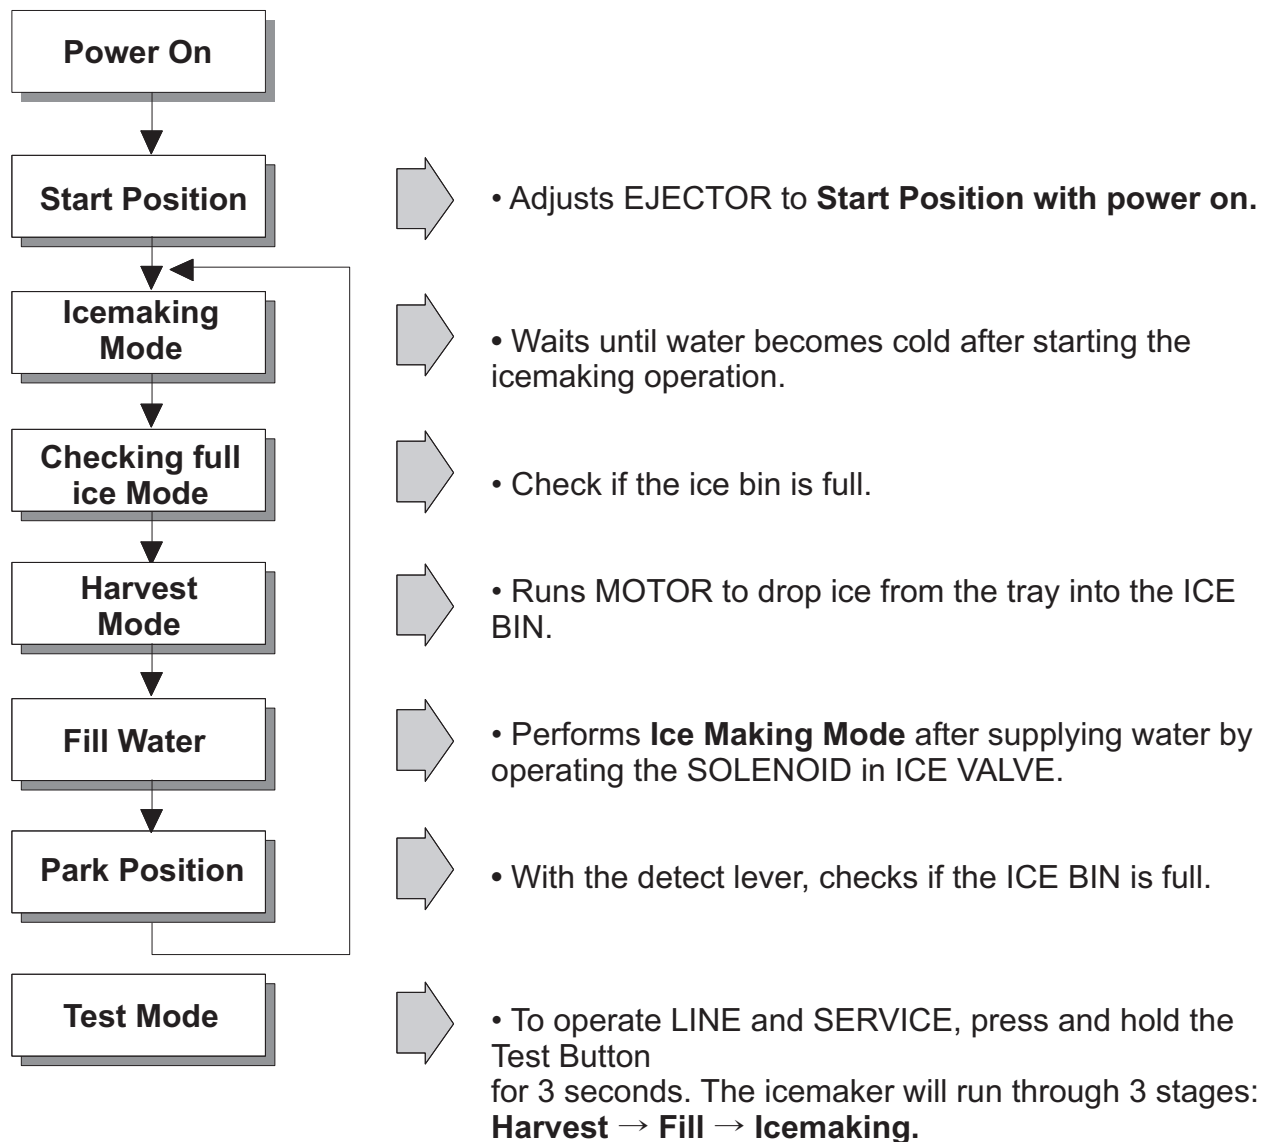 Power On
Start Position
• Adjusts EJECTOR to Start Position with power on.
Icemaking
Mode
• Waits until water becomes cold after starting the
icemaking operation.
Checking full
ice Mode
• Check if the ice bin is full.
Harvest
Mode
• Runs MOTOR to drop ice from the tray into the ICE
BIN.
Fill Water
• Performs Ice Making Mode after supplying water by
operating the SOLENOID in ICE VALVE.
Park Position
• With the detect lever, checks if the ICE BIN is full.
Test Mode
• To operate LINE and SERVICE, press and hold the
Test Button
for 3 seconds. The icemaker will run through 3 stages:
Harvest → Fill → Icemaking.